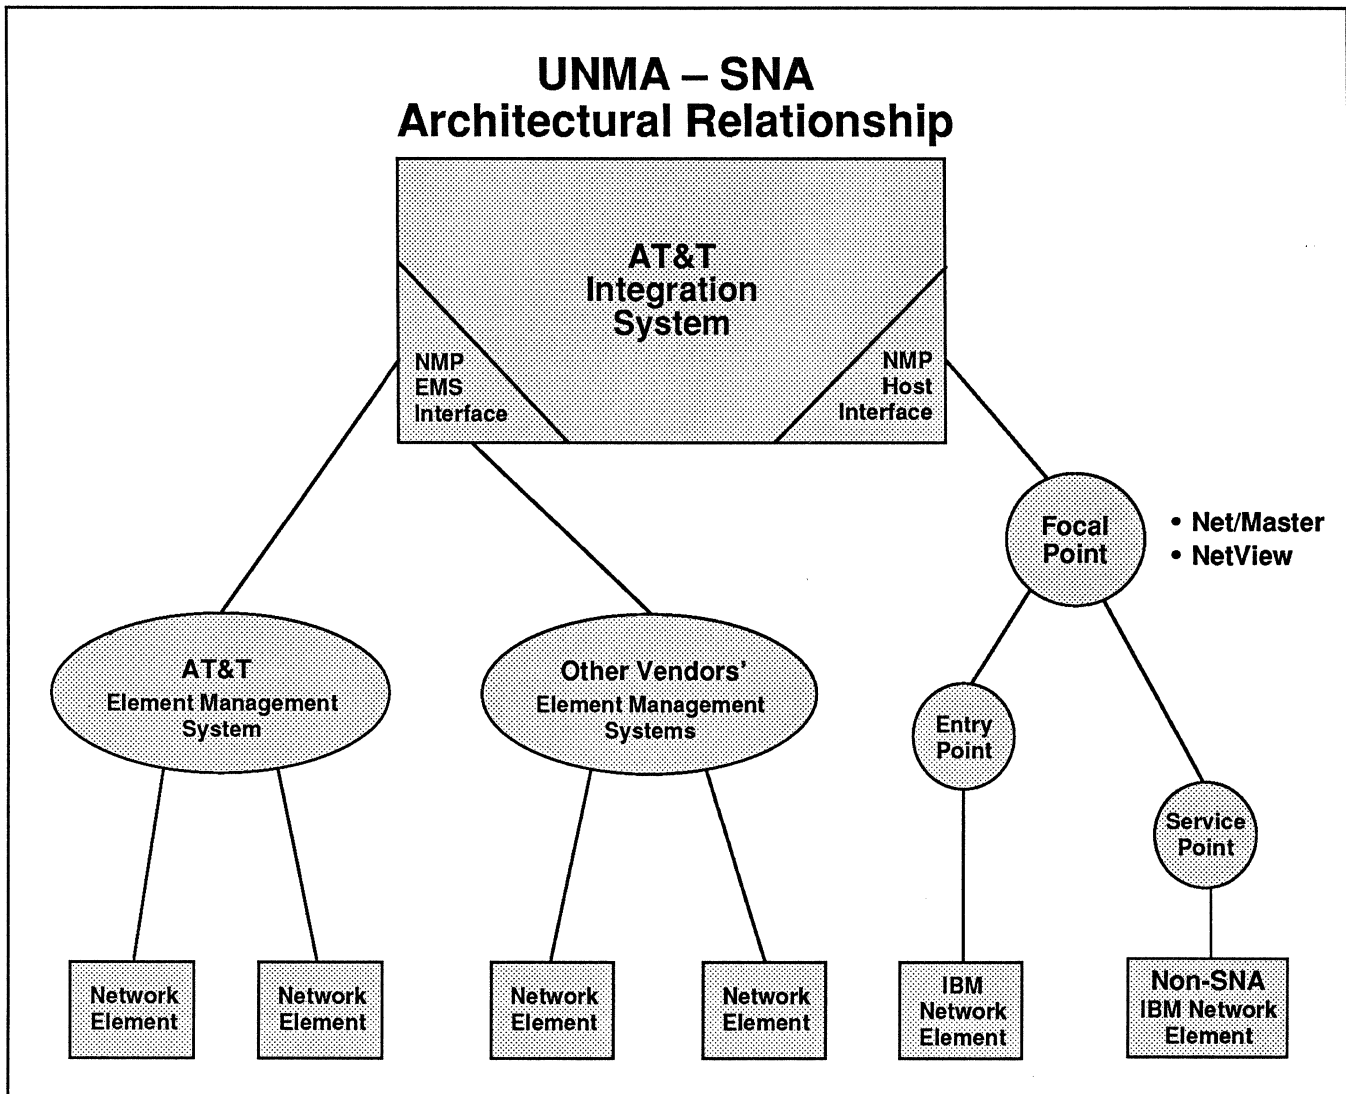 UNMA – SNA
Architectural Relationship
AT&T
Integration
System
NMP
EMS
Interface
NMP
Host
Interface
Focal
Point
• Net/Master
• NetView
AT&T
Element Management
System
Other Vendors'
Element Management
Systems
Entry
Point
Service
Point
Network
Element
Network
Element
Network
Element
Network
Element
IBM
Network
Element
Non-SNA
IBM Network
Element